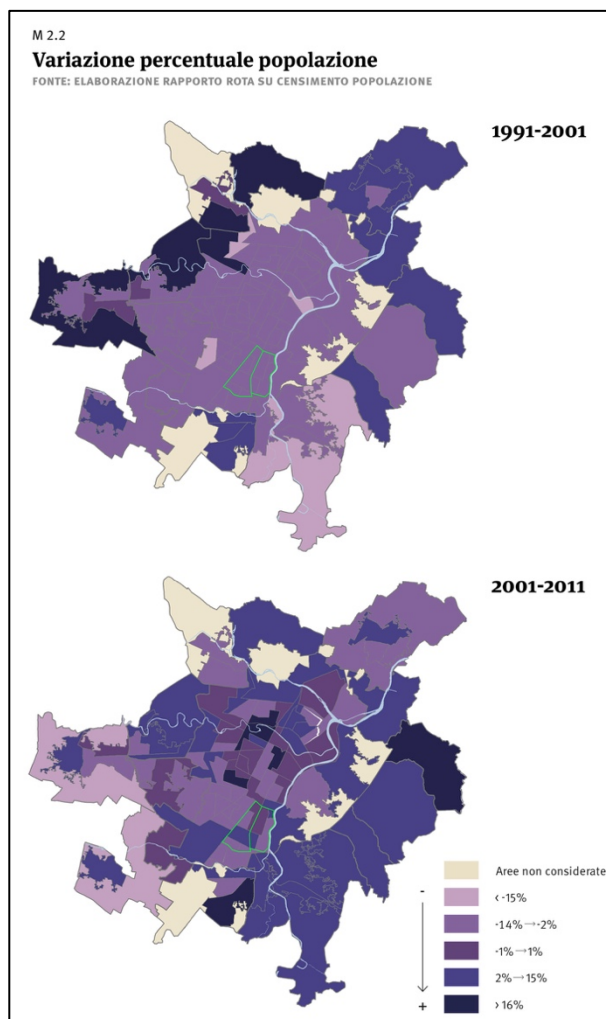 M 2.2
Variazione percentuale popolazione
FONTE: ELABORAZIONE RAPPORTO ROTA SU CENSIMENTO POPOLAZIONE
1991-2001
2001-2011
Aree non considerate
-
‹ -15%
-14%→-2%
-1%→1%
2%→15%
+
› 16%